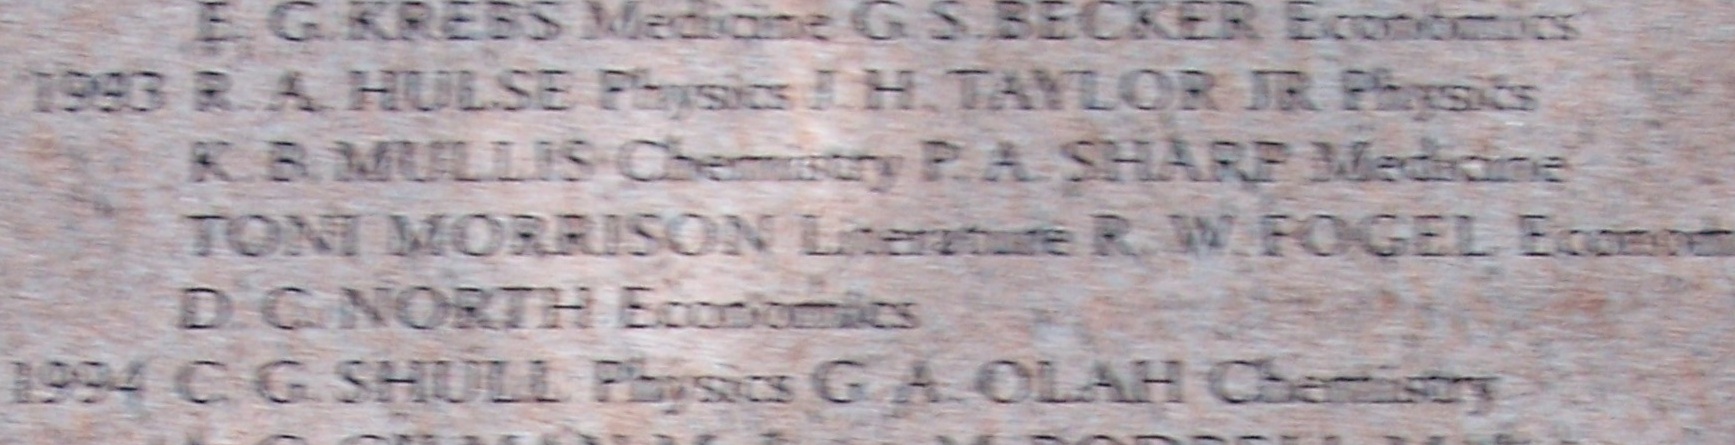 E. G. KREBS Medicine G. S. BECKER Economics
1993 R. A. HULSE Physics J. H. TAYLOR JR Physics
K. B. MULLIS Chemistry P. A. SHARP Medicine
TONI MORRISON Literature R. W. FOGEL Econom
D. C. NORTH Economics
1994 C. G. SHULL Physics G. A. OLAH Chemistry